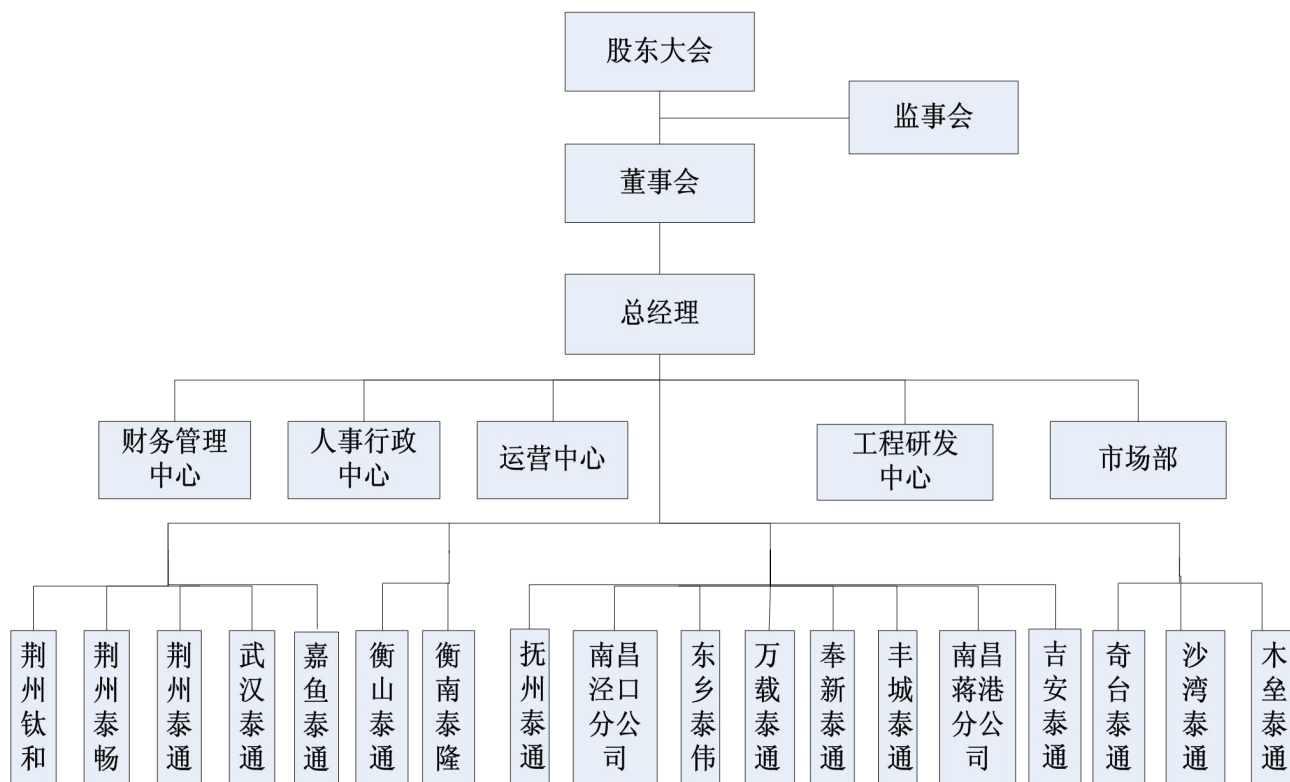 股东大会
监事会
董事会
总经理
财务管理
中心
人事行政
中心
运营中心
工程研发
中心
市场部
荆州钛和
荆州泰畅
荆州泰通
武汉泰通
嘉鱼泰通
衡山泰通
衡南泰隆
抚州泰通
南昌泾口分公司
东乡泰伟
万载泰通
奉新泰通
丰城泰通
南昌蒋港分公司
吉安泰通
奇台泰通
沙湾泰通
木垒泰通